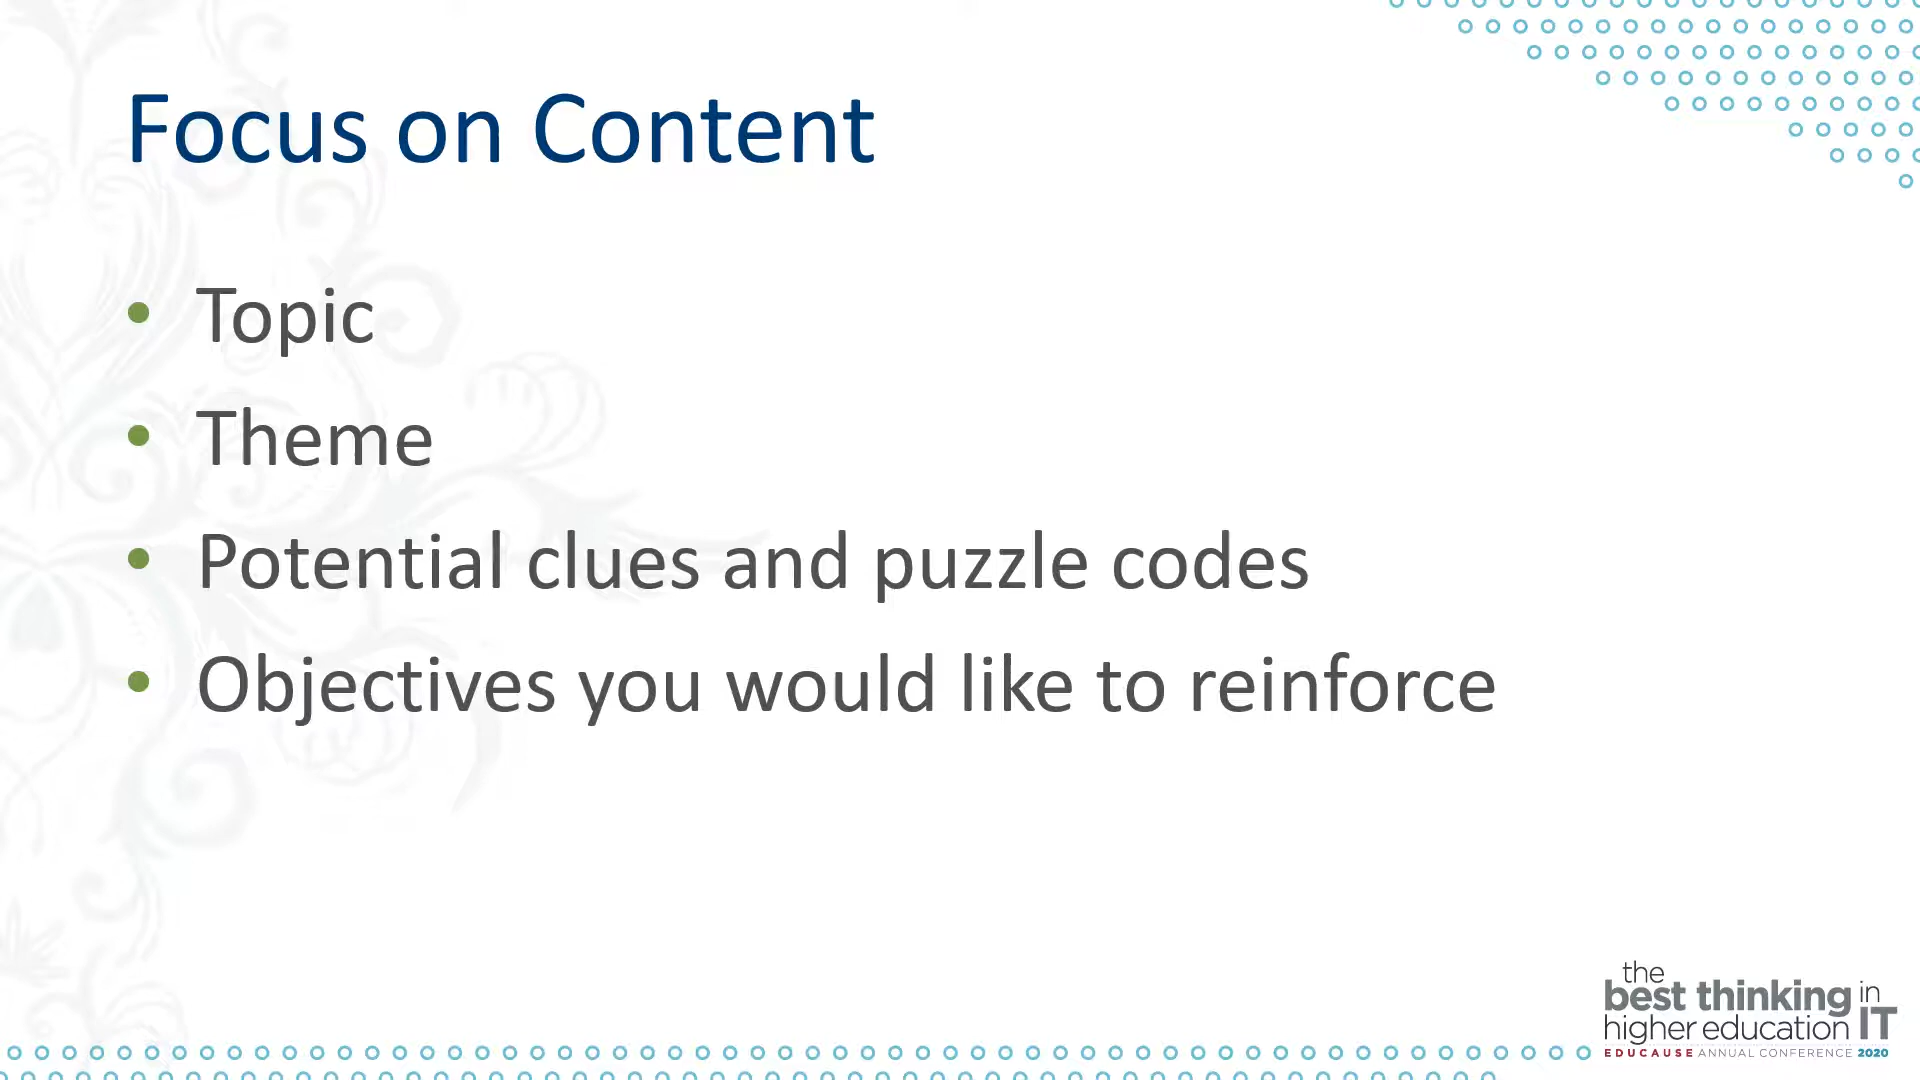 Focus on Content
• Topic
• Theme
• Potential clues and puzzle codes
• Objectives you would like to reinforce
the
best thinking in
higher education IT
EDUCAUSE ANNUAL CONFERENCE 2020